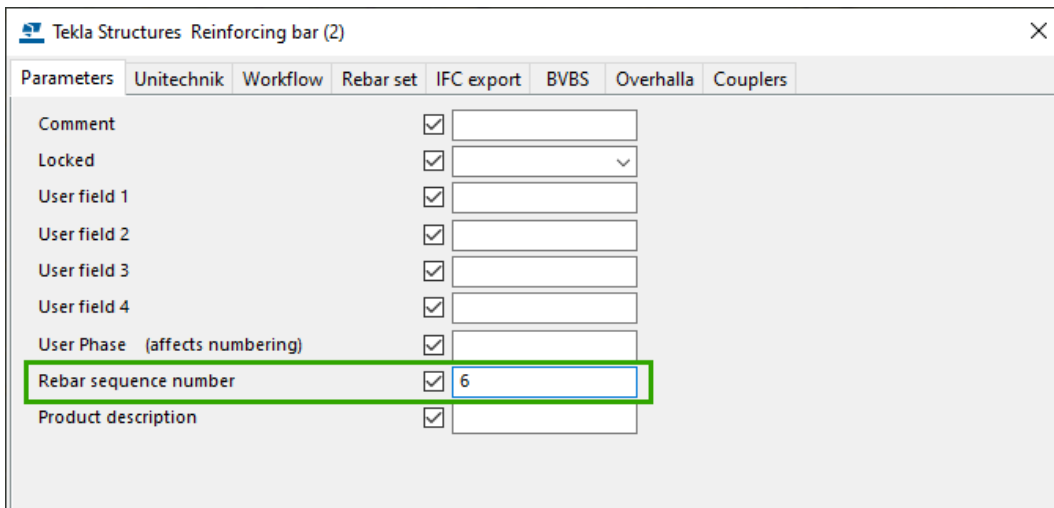 Tekla Structures Reinforcing bar (2)
Parameters Unitechnik Workflow Rebar set IFC export BVBS Overhalla Couplers
Comment
Locked
User field 1
User field 2
User field 3
User field 4
User Phase (affects numbering)
Rebar sequence number 6
Product description